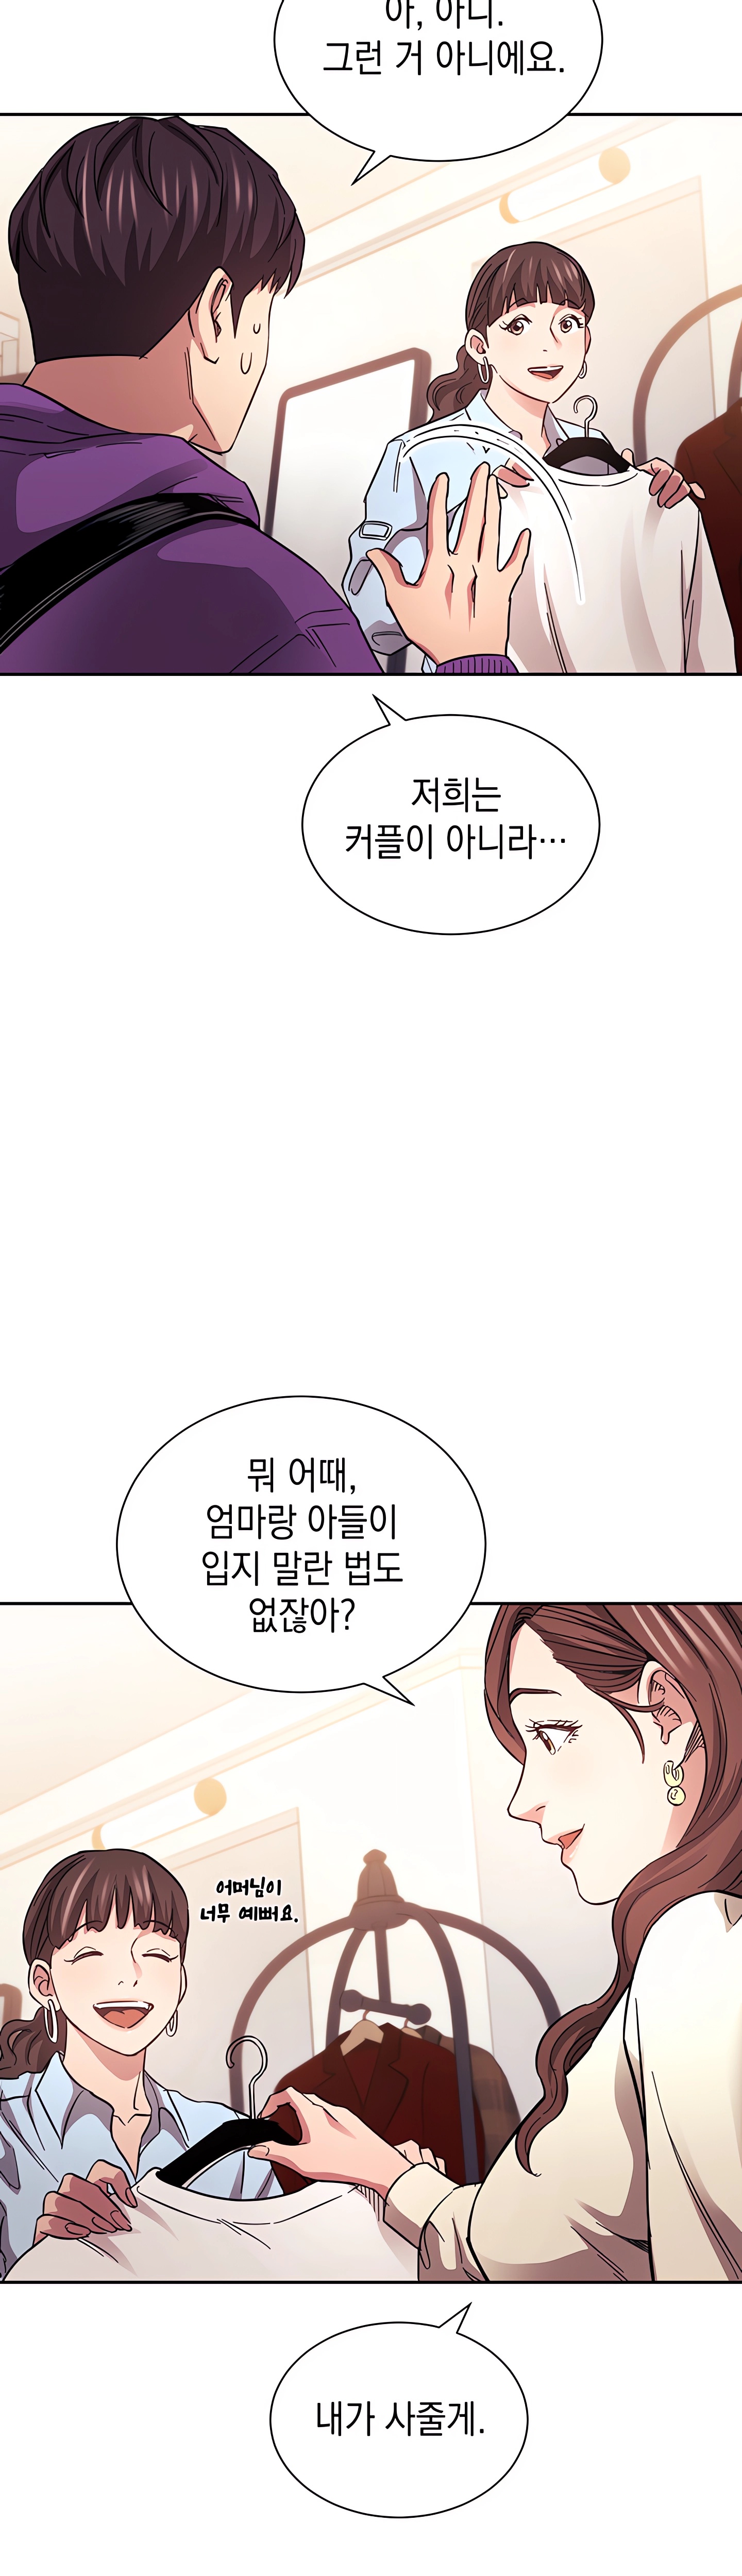 아, 아니.
그런 거 아니에요.
저희는
커플이 아니라…
뭐 어때,
엄마랑 아들이
입지 말란 법도
없잖아?
어머님이
너무 예뻐요.
내가 사줄게.